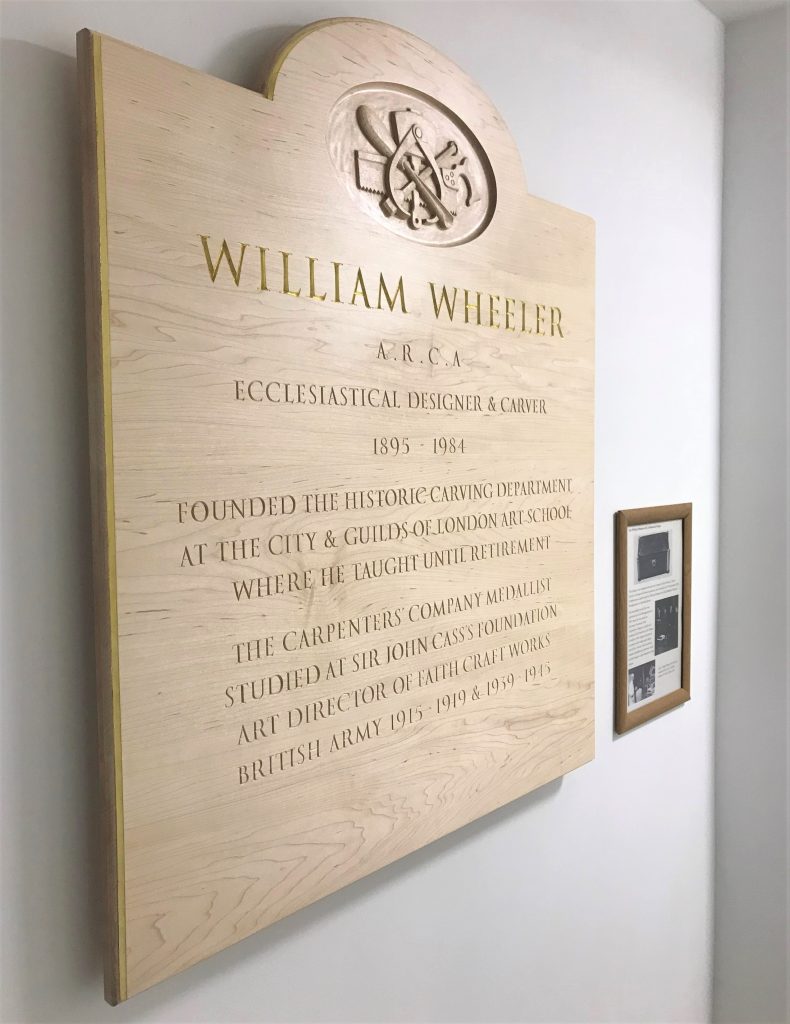 WILLIAM WHEELER
A.R.C.A
ECCLESIASTICAL DESIGNER & CARVER
1895 - 1984
FOUNDED THE HISTORIC CARVING DEPARTMENT
AT THE CITY & GUILDS OF LONDON ART SCHOOL
WHERE HE TAUGHT UNTIL RETIREMENT
THE CARPENTERS' COMPANY MEDALLIST
STUDIED AT SIR JOHN CASS'S FOUNDATION
ART DIRECTOR OF FAITH CRAFT WORKS
BRITISH ARMY 1915 - 1919 & 1939 - 1945